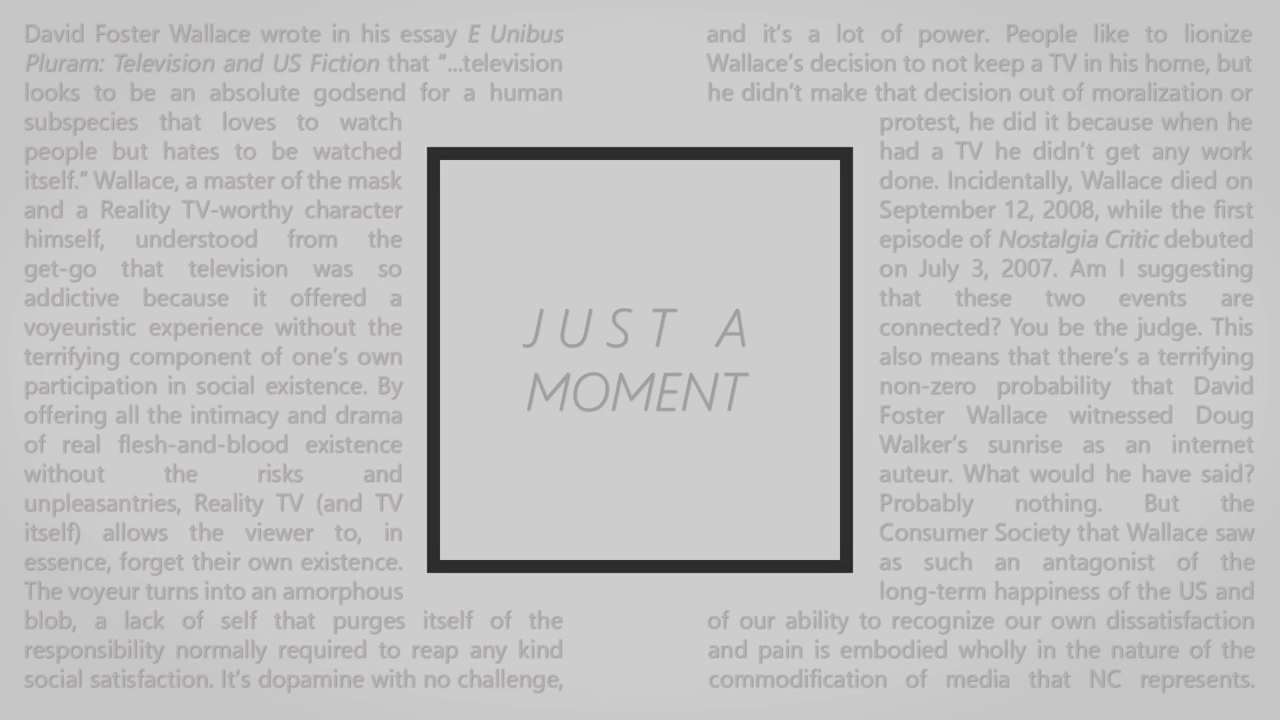 David Foster Wallace wrote in his essay E Unibus
Pluram: Television and US Fiction that “...television
looks to be an absolute godsend for a human
subspecies that loves to watch
people but hates to be watched
itself.” Wallace, a master of the mask
and a Reality TV-worthy character
himself, understood from the
get-go that television was so
addictive because it offered a
voyeuristic experience without the
terrifying component of one’s own
participation in social existence. By
offering all the intimacy and drama
of real flesh-and-blood existence
without the risks and
unpleasantries, Reality TV (and TV
itself) allows the viewer to, in
essence, forget their own existence.
The voyeur turns into an amorphous
blob, a lack of self that purges itself of the
responsibility normally required to reap any kind
social satisfaction. It’s dopamine with no challenge,
JUST A
MOMENT
and it’s a lot of power. People like to lionize
Wallace’s decision to not keep a TV in his home, but
he didn’t make that decision out of moralization or
protest, he did it because when he
had a TV he didn’t get any work
done. Incidentally, Wallace died on
September 12, 2008, while the first
episode of Nostalgia Critic debuted
on July 3, 2007. Am I suggesting
that these two events are
connected? You be the judge. This
also means that there’s a terrifying
non-zero probability that David
Foster Wallace witnessed Doug
Walker’s sunrise as an internet
auteur. What would he have said?
Probably nothing. But the
Consumer Society that Wallace saw
as such an antagonist of the
long-term happiness of the US and
of our ability to recognize our own dissatisfaction
and pain is embodied wholly in the nature of the
commodification of media that NC represents.